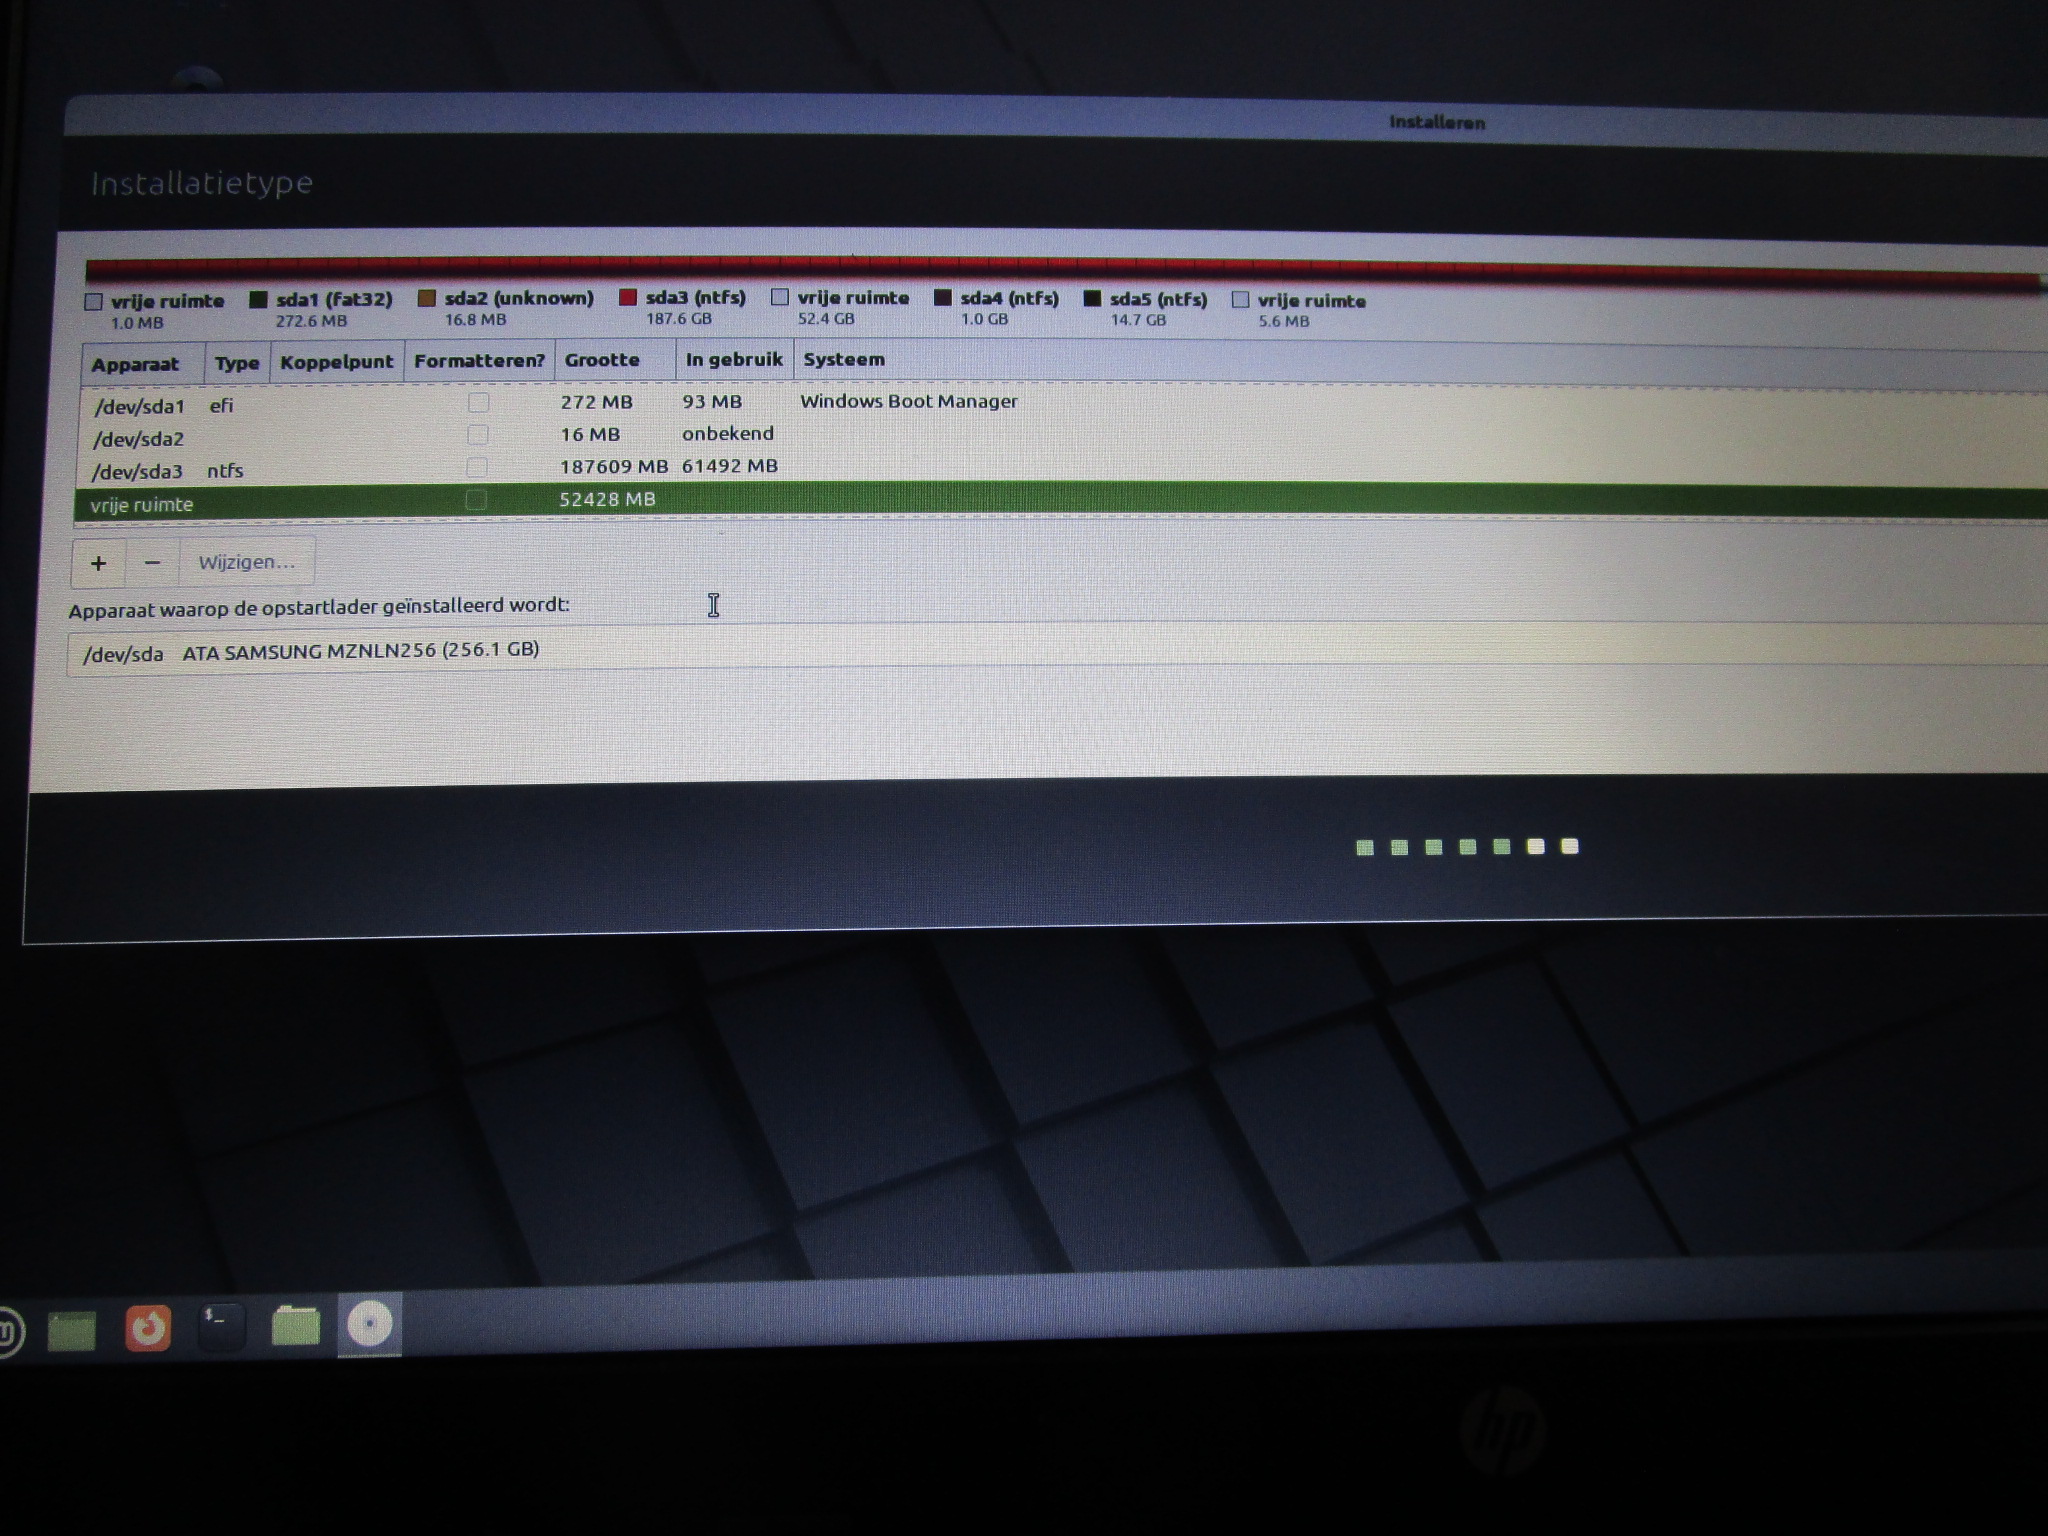 Installeren
Installatietype
vrije ruimte sda1 (fat32) sda2 (unknown) sda3 (ntfs) vrije ruimte sda4 (ntfs) sda5 (ntfs) vrije ruimte
1.0 MB 272.6 MB 16.8 MB 187.6 GB 52.4 GB 1.0 GB 14.7 GB 5.6 MB
Apparaat Type Koppelpunt Formatteren? Grootte In gebruik Systeem
/dev/sda1 efi 272 MB 93 MB Windows Boot Manager
/dev/sda2 16 MB onbekend
/dev/sda3 ntfs 187609 MB 61492 MB
vrije ruimte 52428 MB
+ − Wijzigen...
Apparaat waarop de opstartlader geïnstalleerd wordt:
/dev/sda ATA SAMSUNG MZNLN256 (256.1 GB)
$_
hp